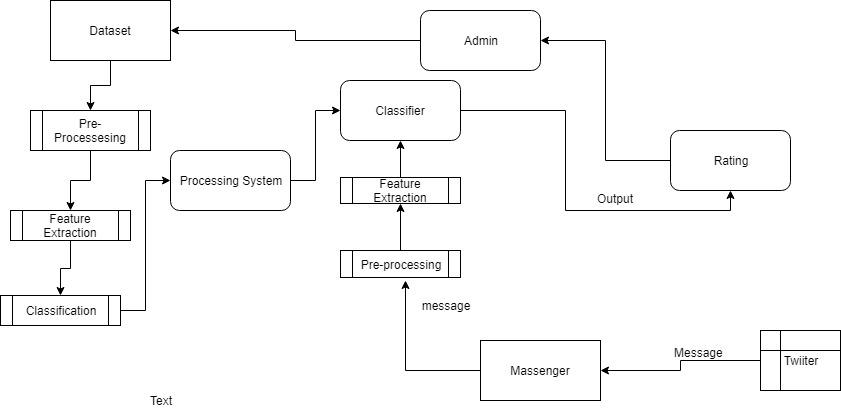 Dataset
Admin
Classifier
Pre-
Processesing
Rating
Processing System
Feature
Extraction
Output
Feature
Extraction
Pre-processing
Classification
message
Message
Twiiter
Massenger
Text